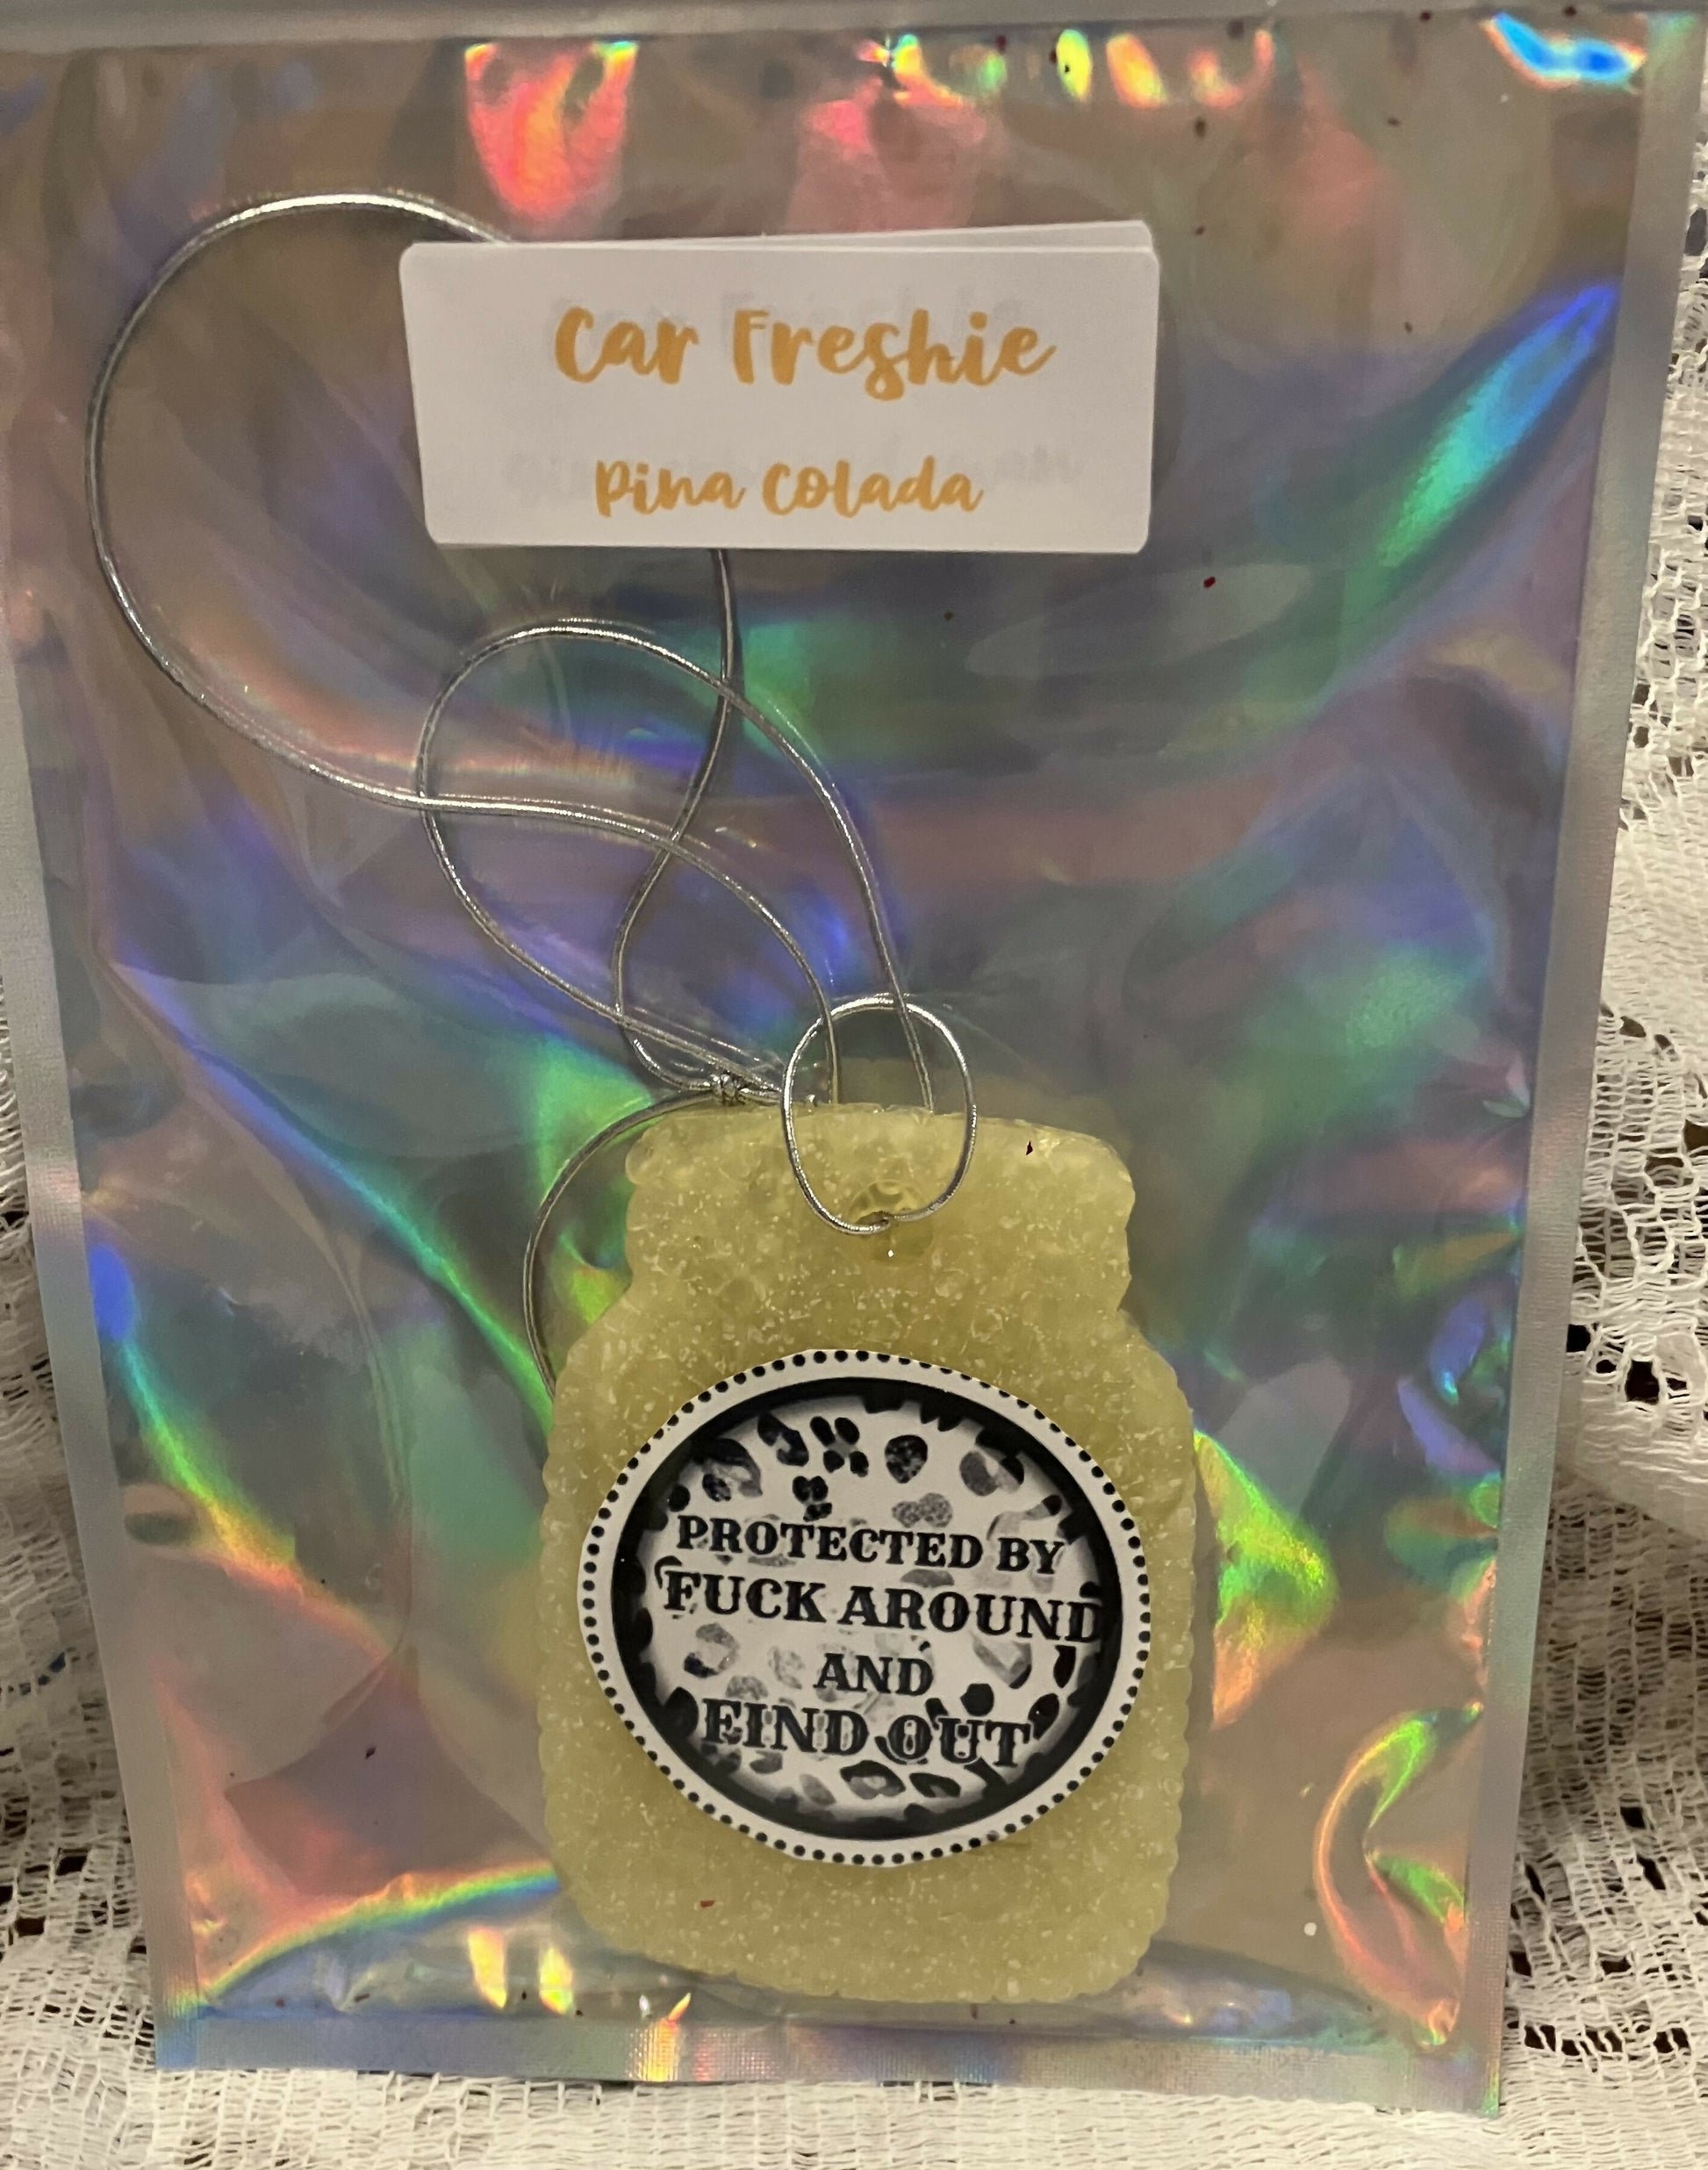 Car Freshie
Pina Colada
PROTECTED BY
FUCK AROUND
AND
FIND OUT